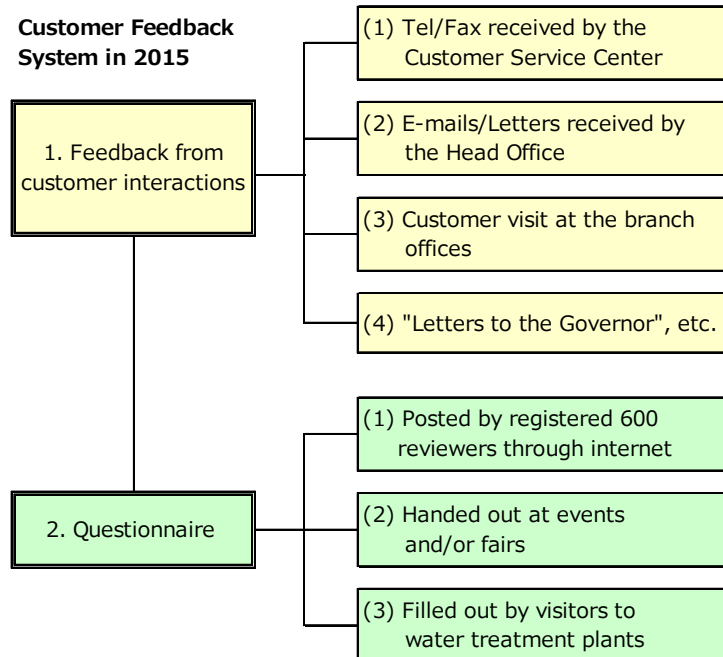 Customer Feedback
System in 2015
1. Feedback from
customer interactions
(1) Tel/Fax received by the
Customer Service Center
(2) E-mails/Letters received by
the Head Office
(3) Customer visit at the branch
offices
(4) "Letters to the Governor", etc.
2. Questionnaire
(1) Posted by registered 600
reviewers through internet
(2) Handed out at events
and/or fairs
(3) Filled out by visitors to
water treatment plants